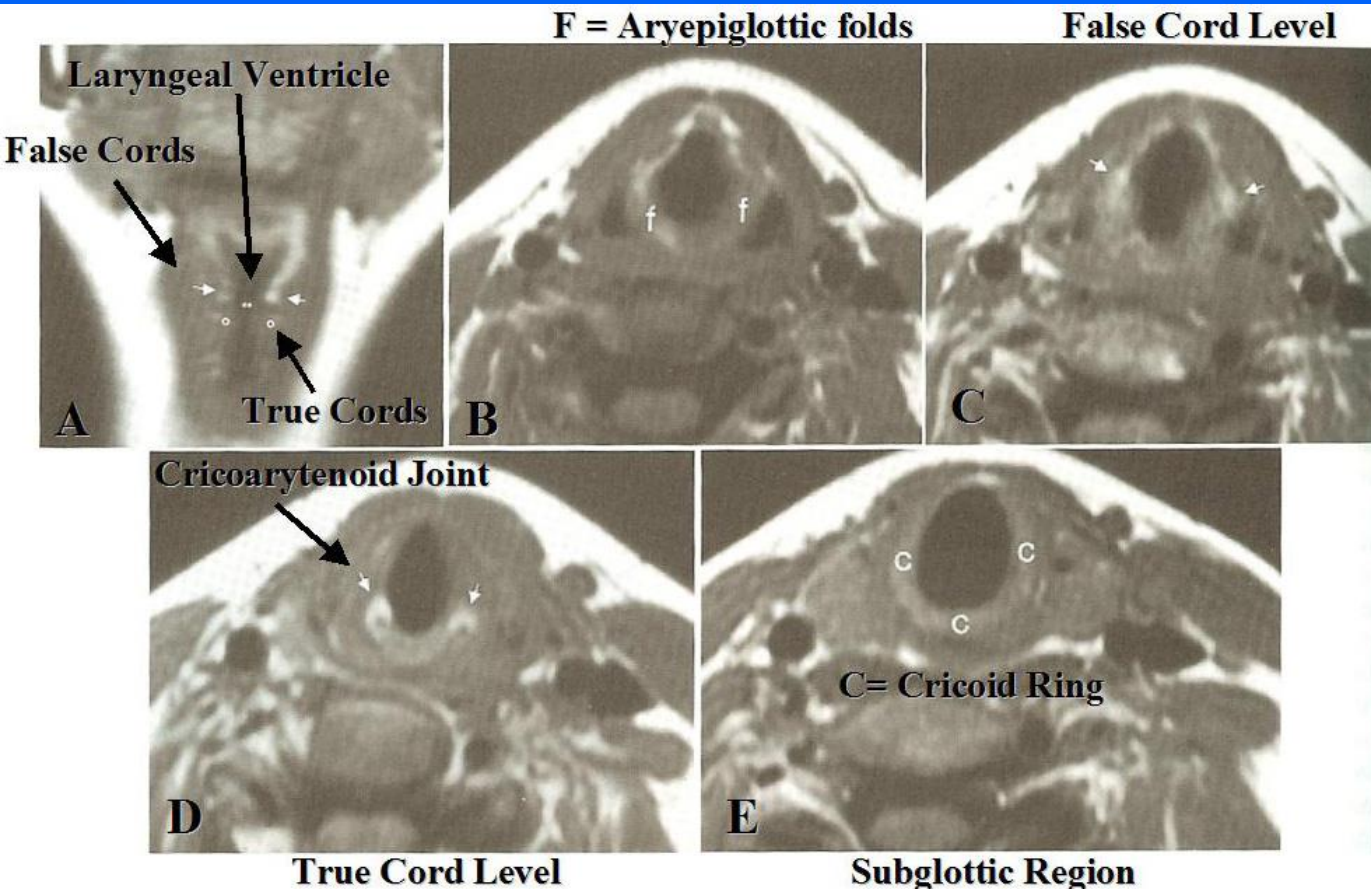 F = Aryepiglottic folds
False Cord Level
Laryngeal Ventricle
False Cords
True Cords
A
f
f
B
C
Cricoarytenoid Joint
D
C
C
C
C= Cricoid Ring
E
True Cord Level
Subglottic Region